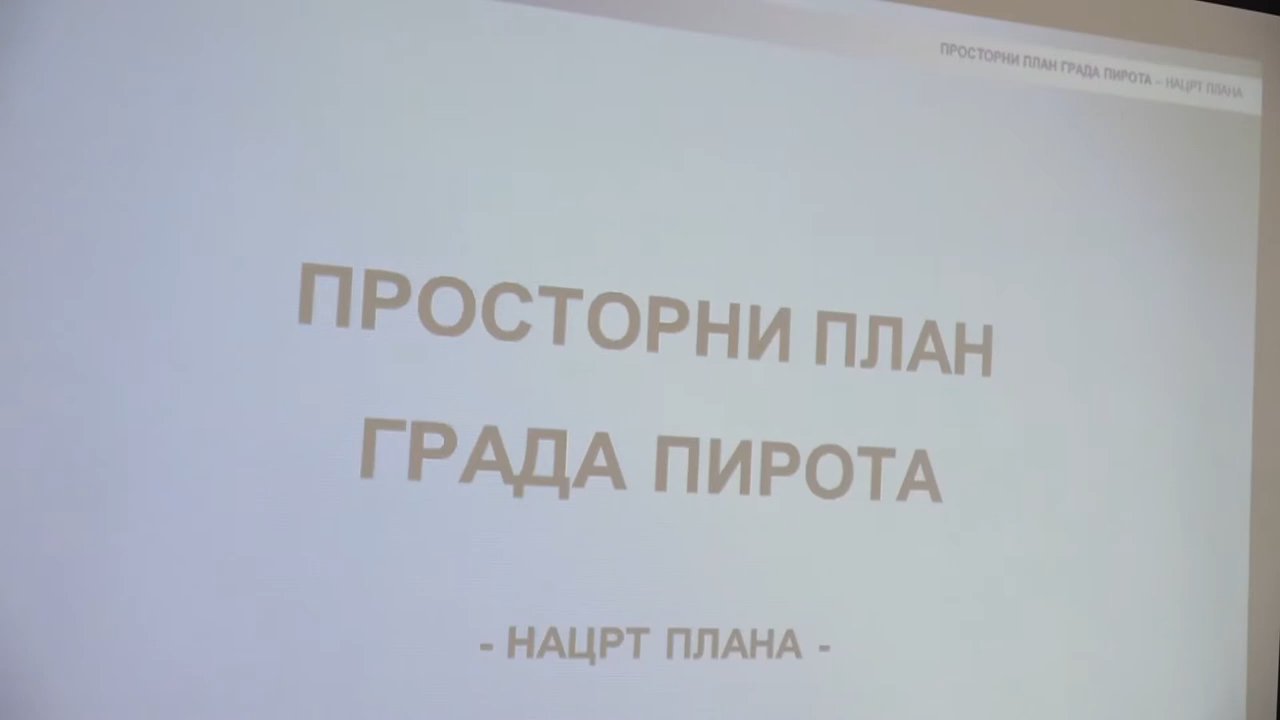 ПРОСТОРНИ ПЛАН ГРАДА ПИРОТА – НАЦРТ ПЛАНА
ПРОСТОРНИ ПЛАН
ГРАДА ПИРОТА
- НАЦРТ ПЛАНА -